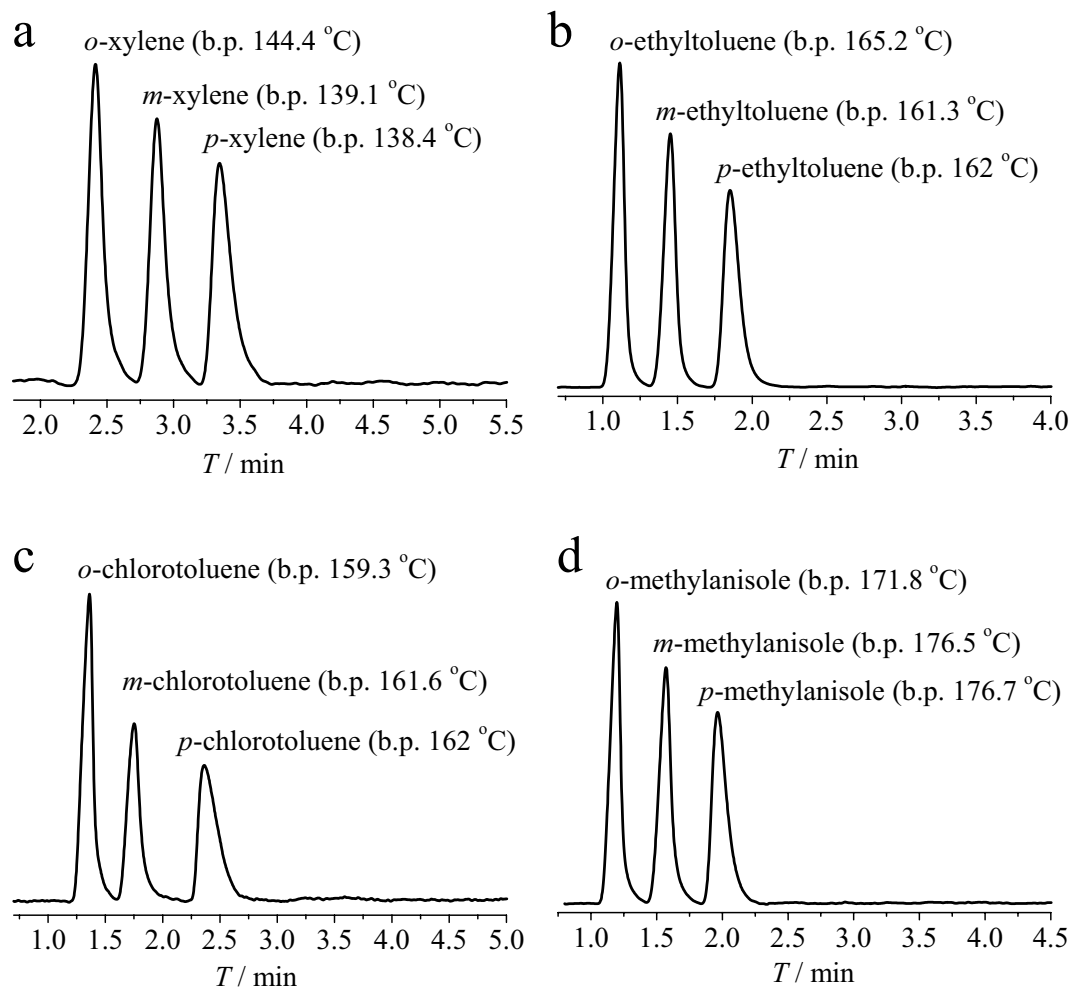 a
o-xylene (b.p. 144.4 °C)
m-xylene (b.p. 139.1 °C)
p-xylene (b.p. 138.4 °C)
2.0 2.5 3.0 3.5 4.0 4.5 5.0 5.5
T / min
b
o-ethyltoluene (b.p. 165.2 °C)
m-ethyltoluene (b.p. 161.3 °C)
p-ethyltoluene (b.p. 162 °C)
1.0 1.5 2.0 2.5 3.0 3.5 4.0
T / min
c
o-chlorotoluene (b.p. 159.3 °C)
m-chlorotoluene (b.p. 161.6 °C)
p-chlorotoluene (b.p. 162 °C)
1.0 1.5 2.0 2.5 3.0 3.5 4.0 4.5 5.0
T / min
d
o-methylanisole (b.p. 171.8 °C)
m-methylanisole (b.p. 176.5 °C)
p-methylanisole (b.p. 176.7 °C)
1.0 1.5 2.0 2.5 3.0 3.5 4.0 4.5
T / min